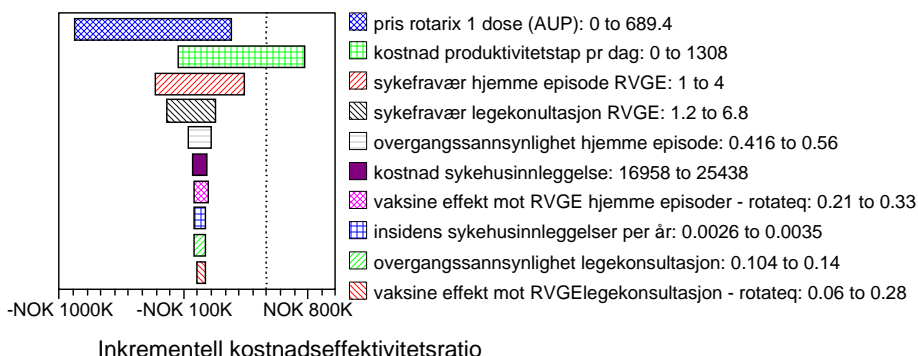 pris rotarix 1 dose (AUP): 0 to 689.4
kostnad produktivitetstap pr dag: 0 to 1308
sykefravær hjemme episode RVGE: 1 to 4
sykefravær legekonultasjon RVGE: 1.2 to 6.8
overgangssannsynlighet hjemme episode: 0.416 to 0.56
kostnad sykehusinnleggelse: 16958 to 25438
vaksine effekt mot RVGE hjemme episoder - rotateq: 0.21 to 0.33
insidens sykehusinnleggelser per år: 0.0026 to 0.0035
overgangssannsynlighet legekonsultasjon: 0.104 to 0.14
vaksine effekt mot RVGElegekonsultasjon - rotateq: 0.06 to 0.28
-NOK 1000K -NOK 100K NOK 800K
Inkrementell kostnadseffektivitetsratio